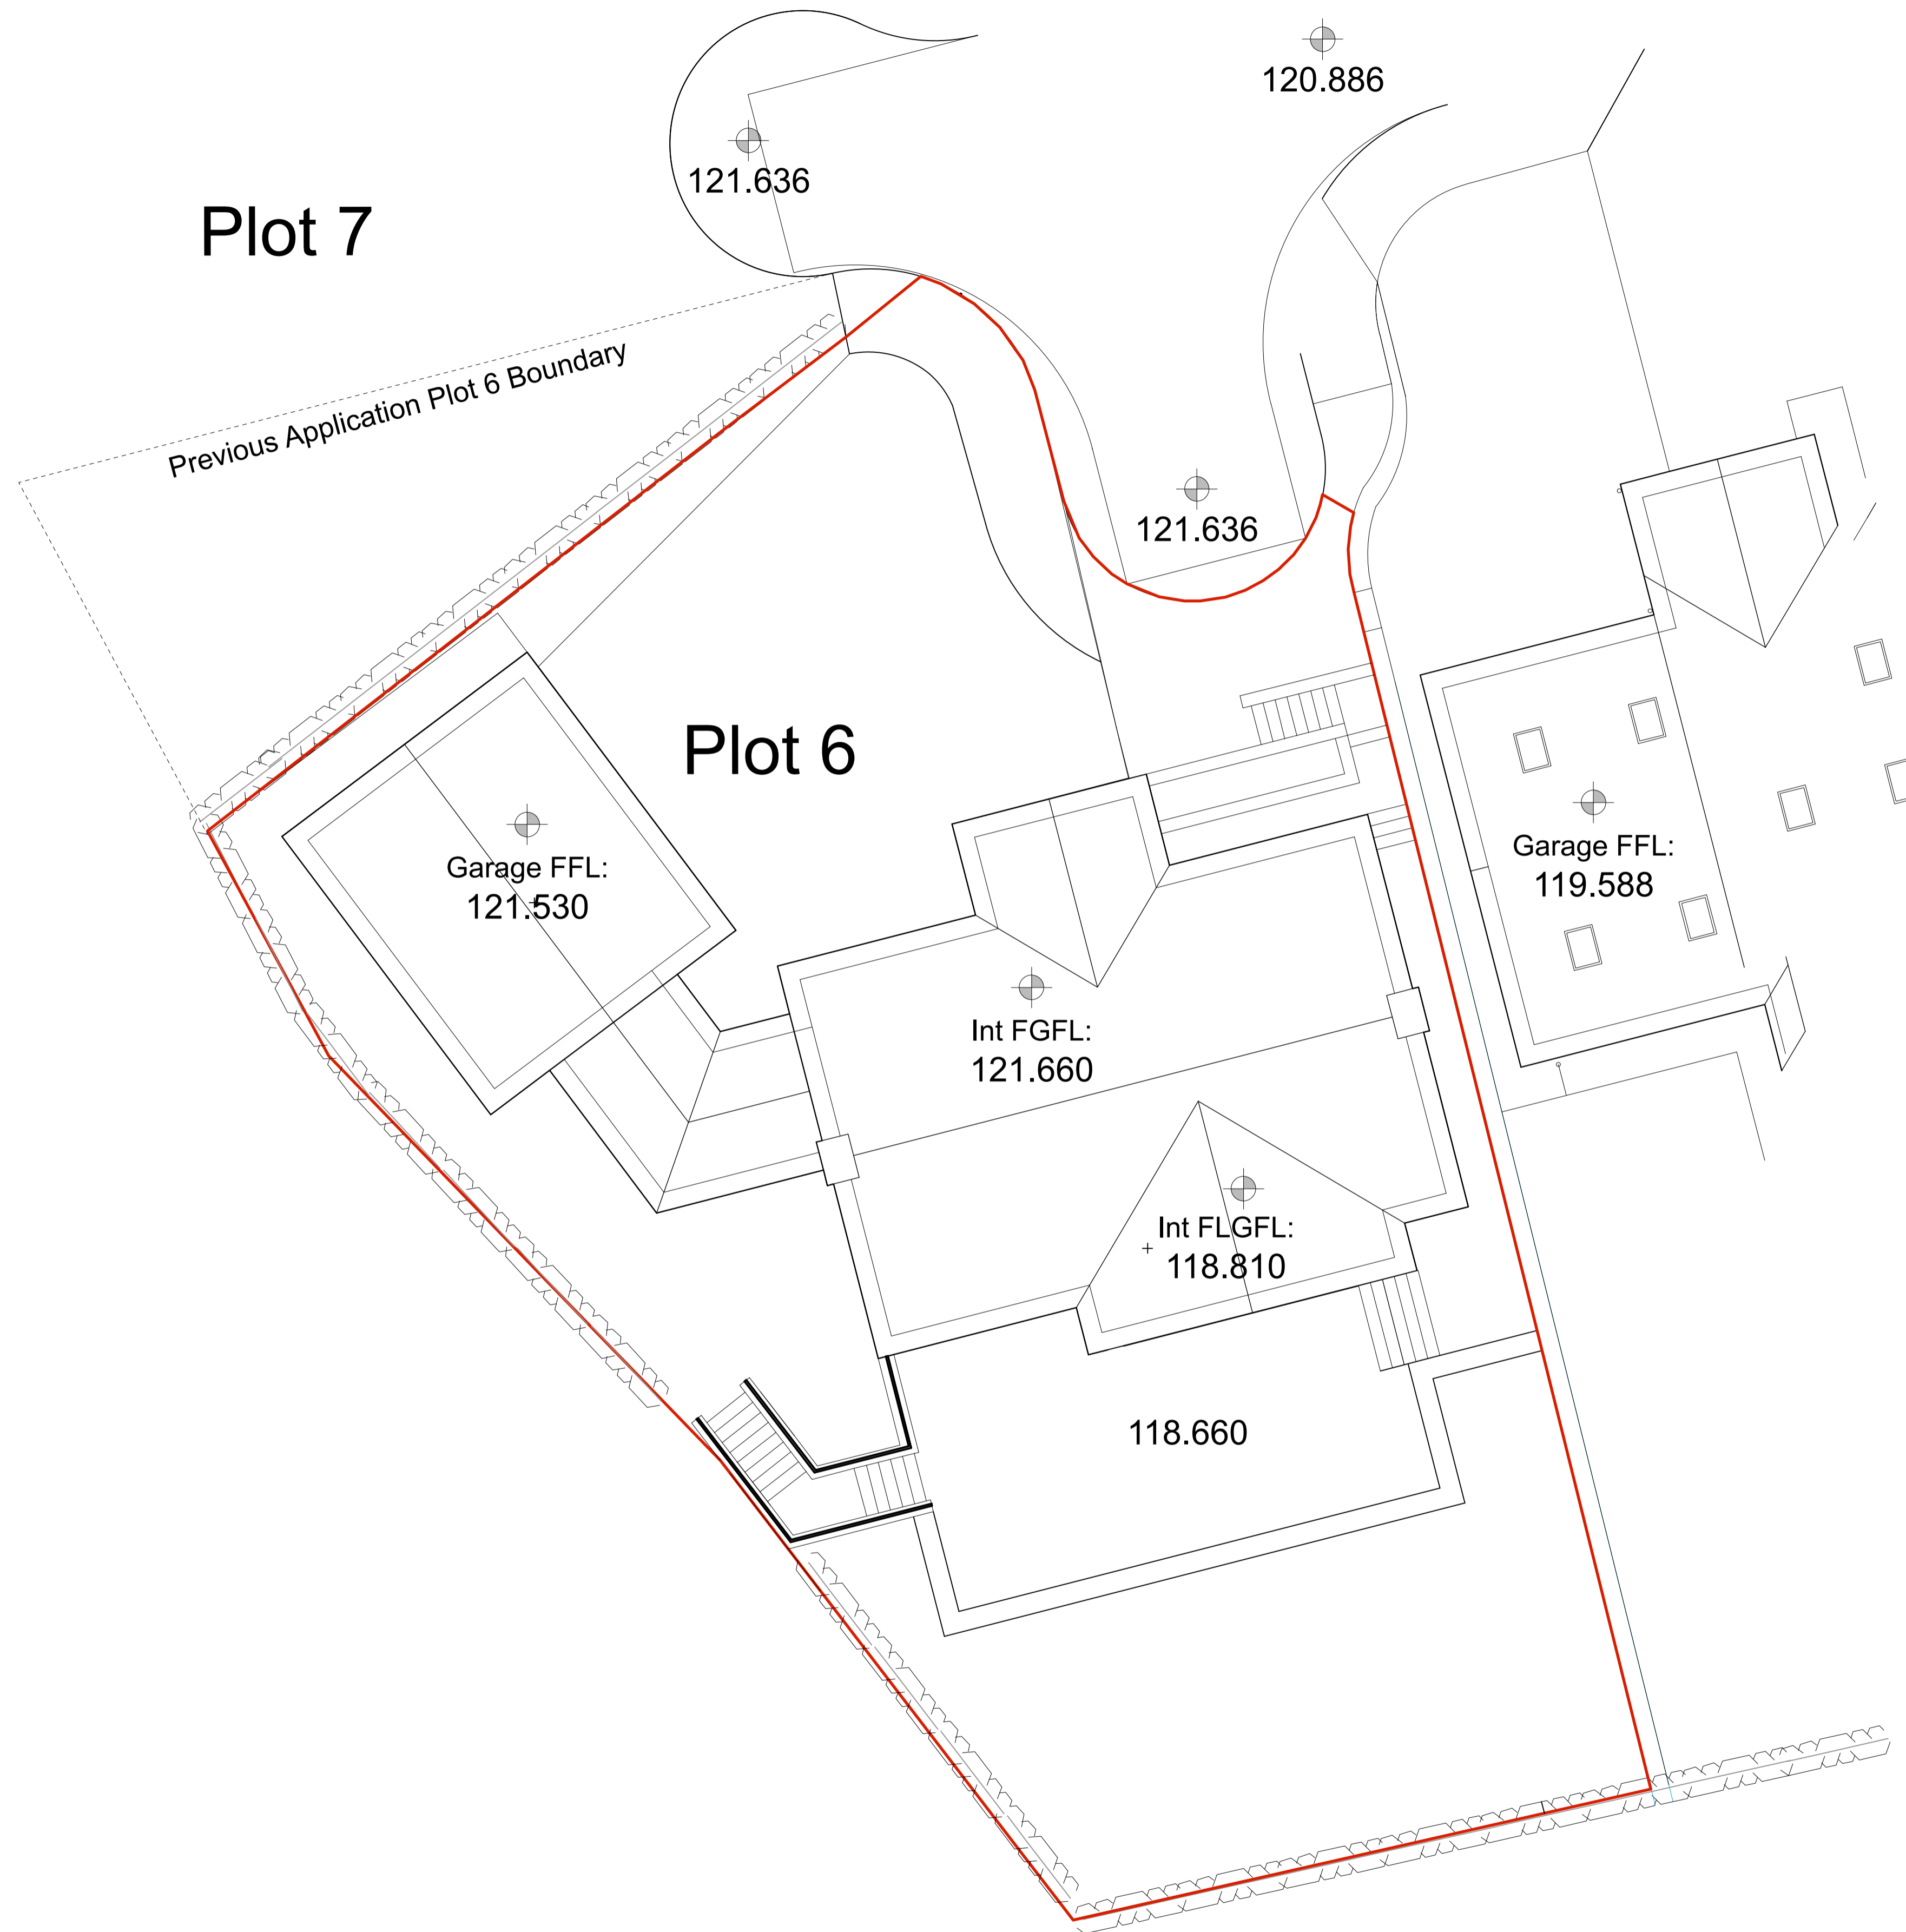 120.886
121.636
Plot 7
Previous Application Plot 6 Boundary
121.636
Plot 6
Garage FFL:
121.530
Garage FFL:
119.588
Int FGFL:
121.660
Int FLGFL:
118.810
118.660